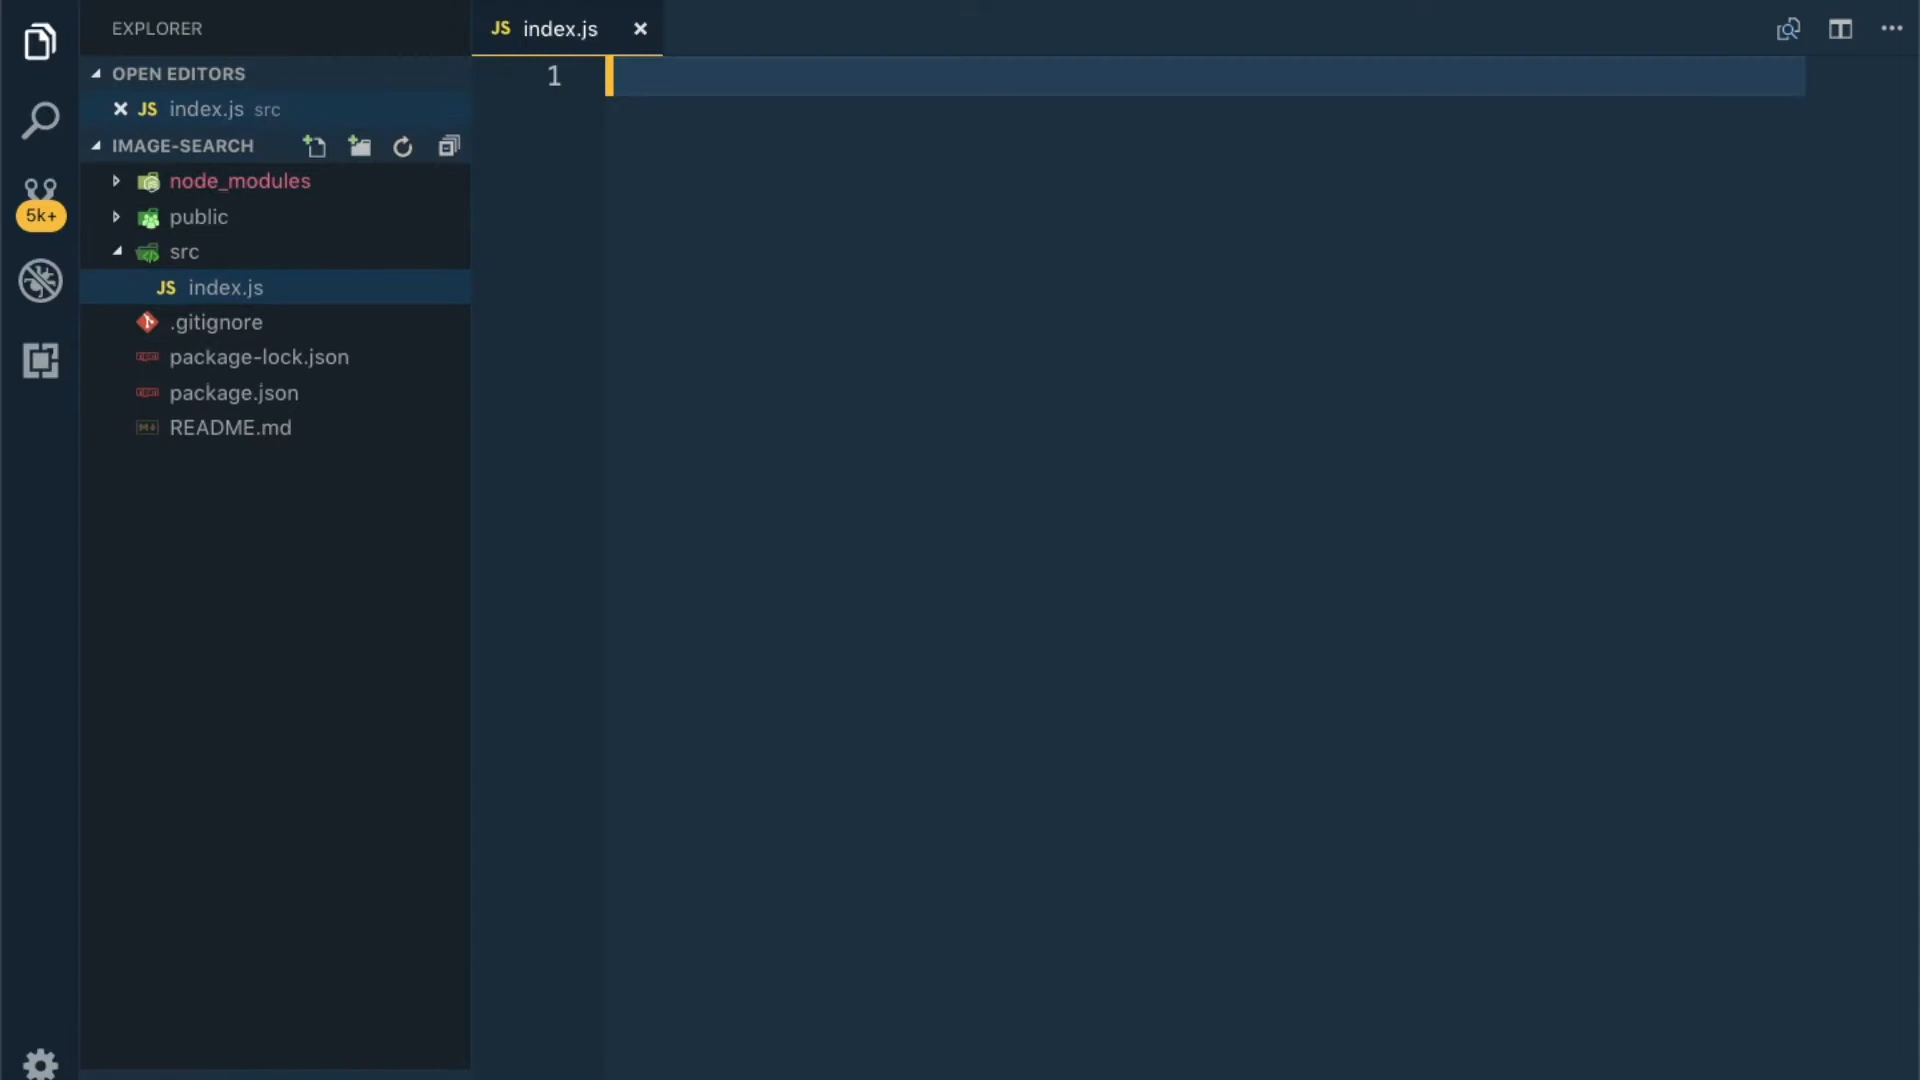 EXPLORER
JS index.js
OPEN EDITORS
JS index.js src
1
IMAGE-SEARCH
node_modules
5k+
public
src
JS index.js
.gitignore
package-lock.json
package.json
README.md